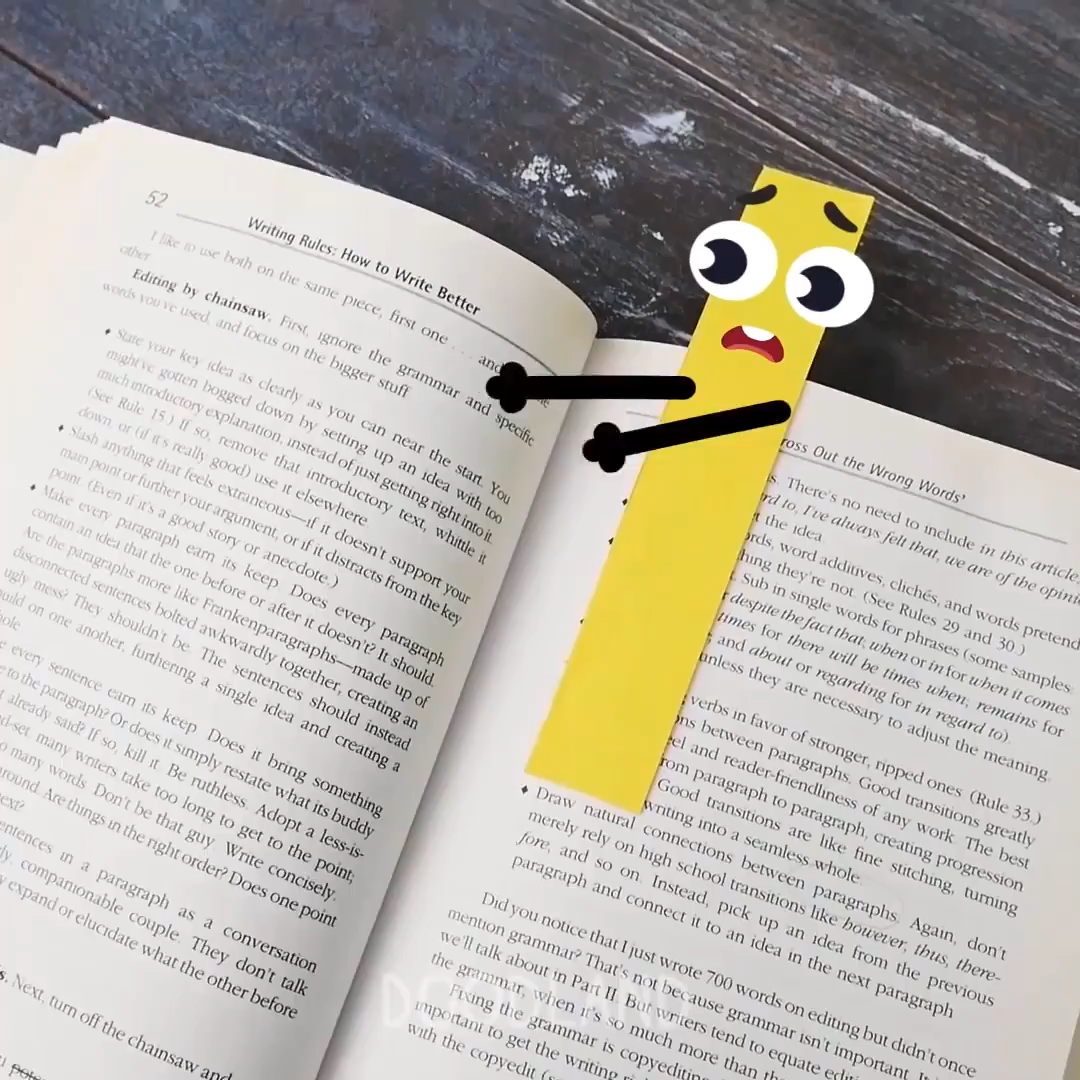 52
Writing Rules: How to Write Better
I like to use both on the same piece, first one . . . and
other
Editing by chainsaw. First, ignore the grammar and specific
words you've used, and focus on the bigger stuff
♦ State your key idea as clearly as you can near the start. You
might've gotten bogged down by setting up an idea with too
much introductory explanation, instead of just getting right into it.
(See Rule 15.) If so, remove that introductory text, whittle it
down, or (if it's really good) use it elsewhere
♦ Slash anything that feels extraneous—if it doesn't support your
main point or further your argument, or if it distracts from the key
point. (Even if it's a good story or anecdote.)
♦ Make every paragraph earn its keep. Does every paragraph
contain an idea that the one before or after it doesn't? It should.
Are the paragraphs more like Frankenparagraphs—made up of
disconnected sentences bolted awkwardly together, creating an
ugly mess? They shouldn't be. The sentences should instead
on one another, furthering a single idea and creating a
every sentence earn its keep. Does it bring something
to the paragraph? Or does it simply restate what its buddy
already said? If so, kill it. Be ruthless. Adopt a less-is-
many writers take too long to get to the point,
many words. Don't be that guy. Write concisely.
Are things in the right order? Does one point
sentences in a paragraph as a conversation
companionable couple. They don't talk
expand or elucidate what the other before
Next, turn off the chainsaw and
Out the Wrong Words'
There's no need to include in this article,
to, I've always felt that, we are of the
the idea
word additives, clichés, and words pretend
they're not. (See Rules 29 and 30.)
Sub in single words for phrases (some samples:
despite the fact that; when or in for when it comes
times for there will be times when; remains for
and about or regarding for in regard to).
unless they are necessary to adjust the meaning.
verbs in favor of stronger, ripped ones (Rule 33.)
between paragraphs. Good transitions greatly
and reader-friendliness of any work. The best
from paragraph to paragraph, creating progression
Good transitions are like fine stitching, turning
writing into a seamless whole.
♦ Draw natural connections between paragraphs. Again, don't
merely rely on high school transitions like however, thus, there-
fore, and so on. Instead, pick up an idea from the previous
paragraph and connect it to an idea in the next paragraph
Did you notice that I just wrote 700 words on editing but didn't once
mention grammar? That's not because grammar isn't important. It
we'll talk about in Part II. But writers tend to equate
the grammar, when it's so much more than
Fixing the grammar is copyediting
important to get the writing
with the copyedit
DOODLAND